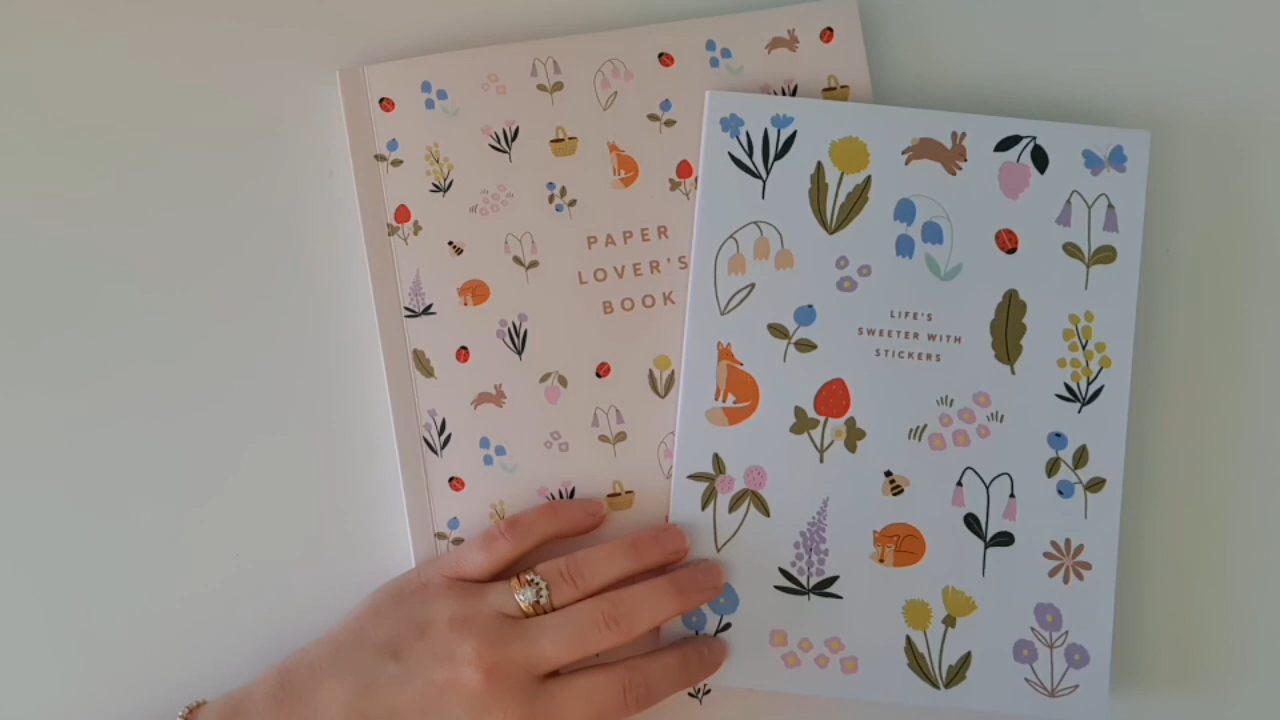 PAPER
LOVER'S
BOOK
LIFE'S
SWEETER WITH
STICKERS